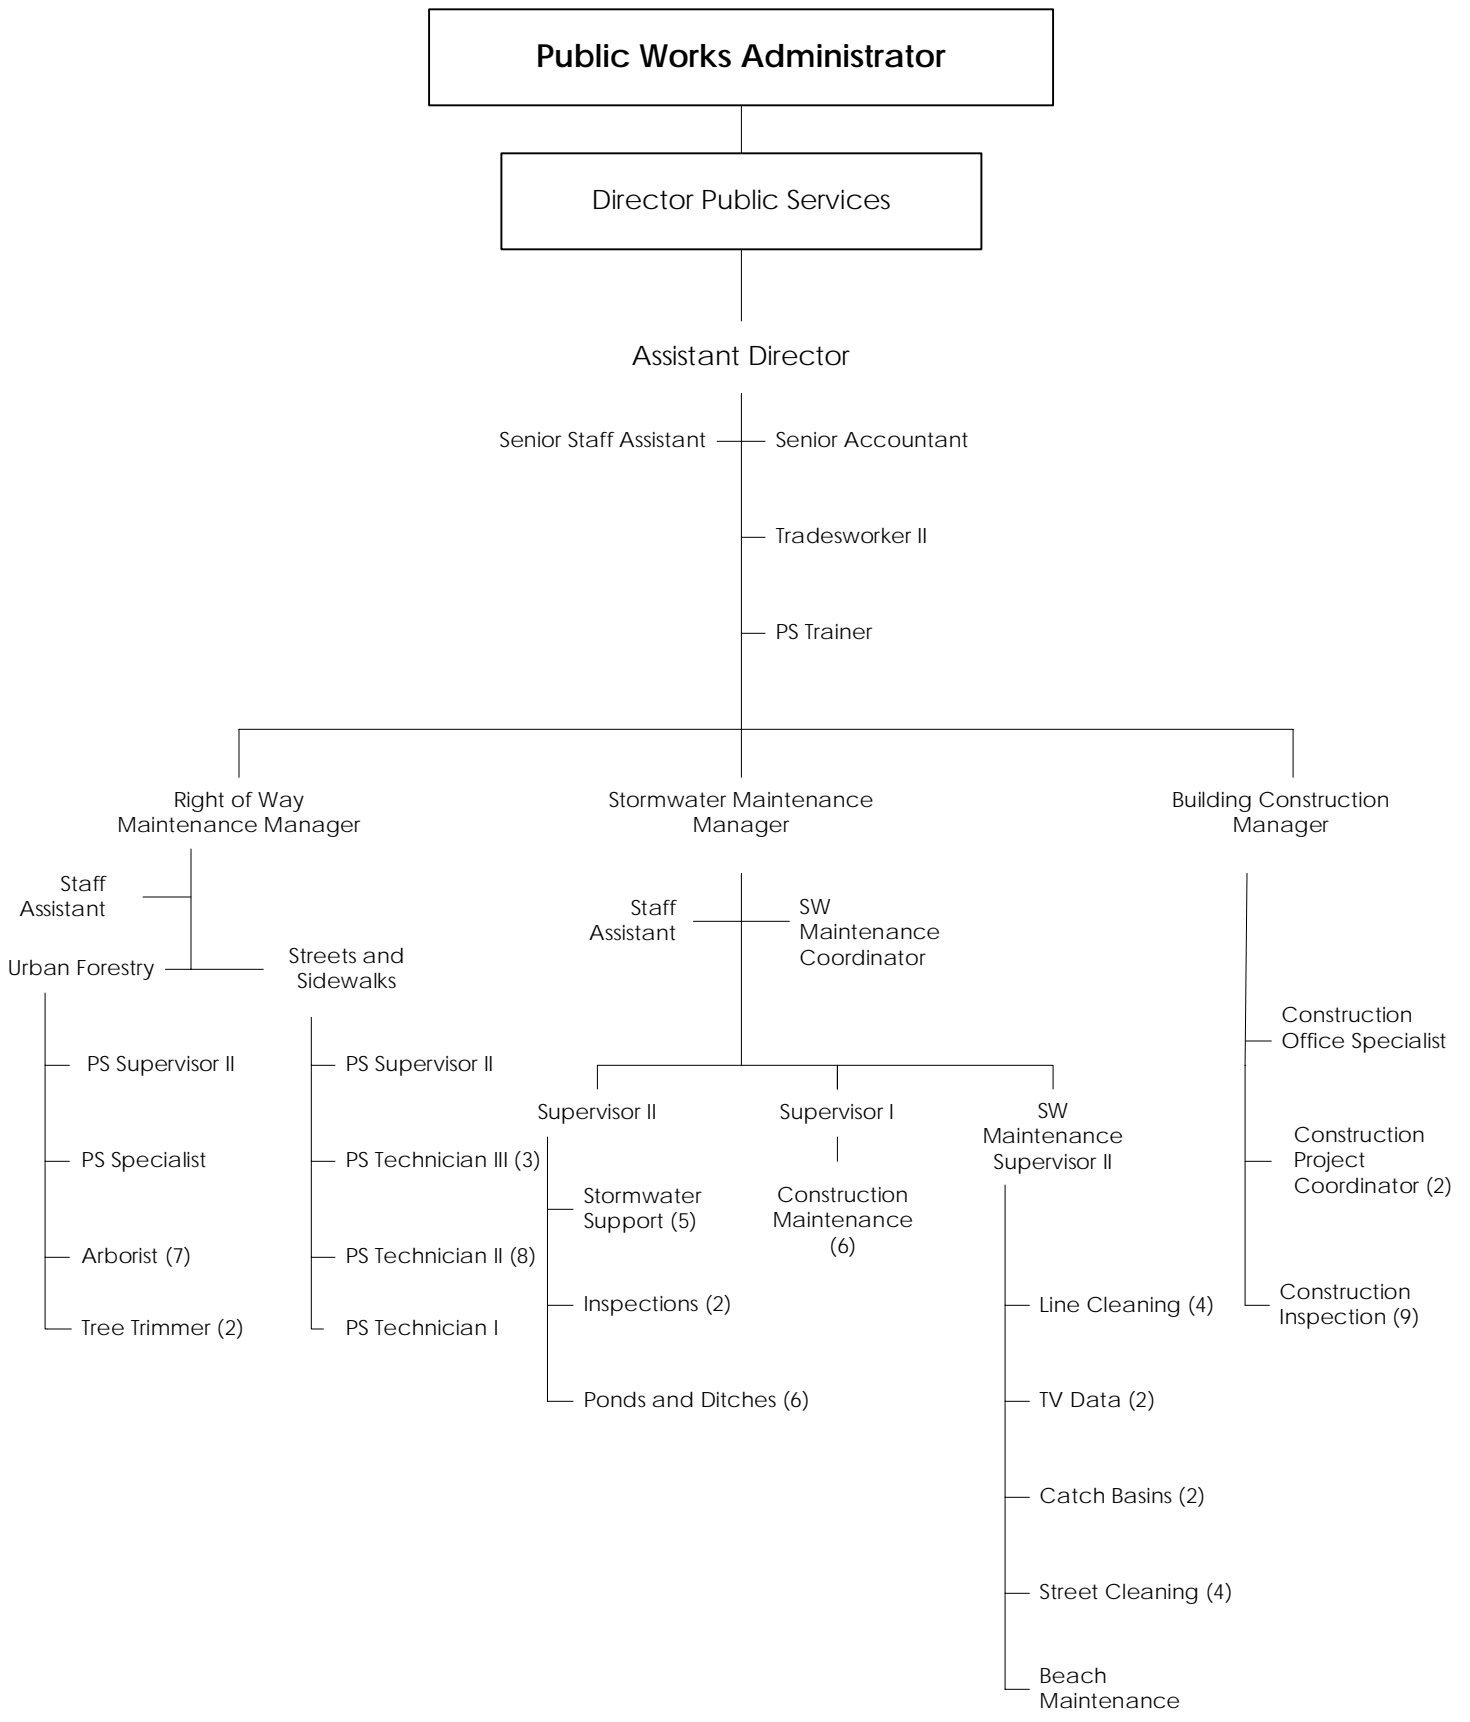 Public Works Administrator
Director Public Services
Assistant Director
Senior Staff Assistant
Senior Accountant
Tradesworker II
PS Trainer
Right of Way
Maintenance Manager
Staff
Assistant
Urban Forestry
PS Supervisor II
PS Specialist
Arborist (7)
Tree Trimmer (2)
Streets and
Sidewalks
PS Supervisor II
PS Technician III (3)
PS Technician II (8)
PS Technician I
Stormwater Maintenance
Manager
Staff
Assistant
SW
Maintenance
Coordinator
Supervisor II
Stormwater
Support (5)
Inspections (2)
Ponds and Ditches (6)
Supervisor I
Construction
Maintenance
(6)
SW
Maintenance
Supervisor II
Line Cleaning (4)
TV Data (2)
Catch Basins (2)
Street Cleaning (4)
Beach
Maintenance
Building Construction
Manager
Construction
Office Specialist
Construction
Project
Coordinator (2)
Construction
Inspection (9)